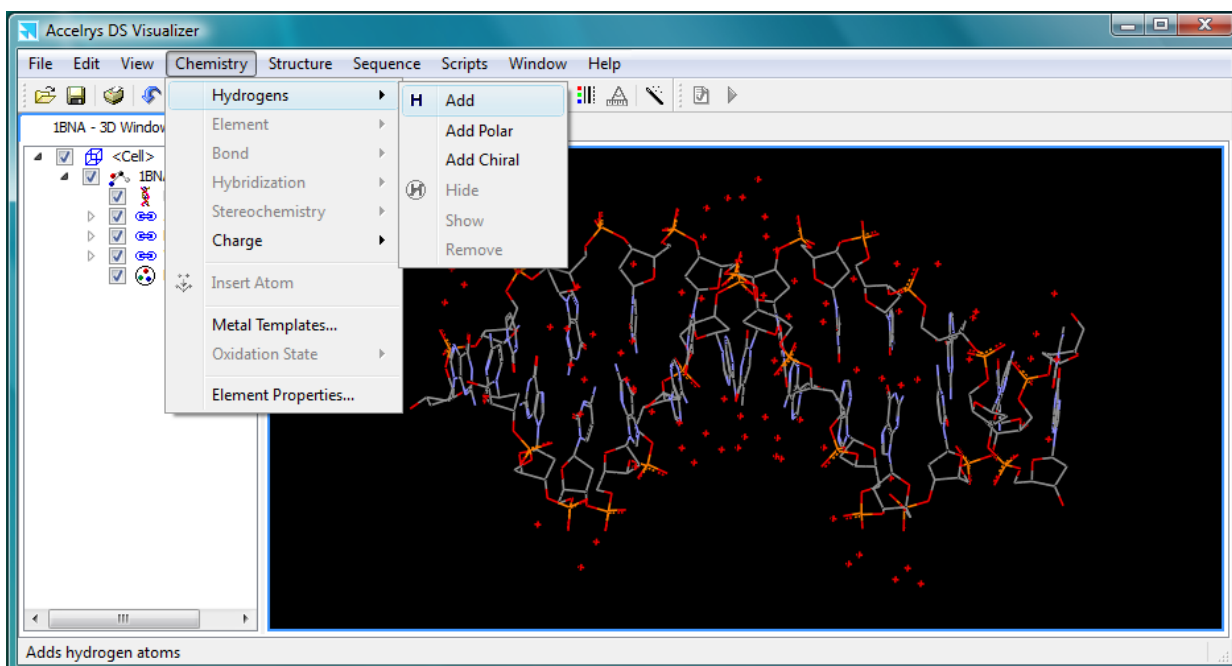 Accelrys DS Visualizer
File Edit View Chemistry Structure Sequence Scripts Window Help
1BNA - 3D Window
<Cell>
Hydrogens
Element
Bond
Hybridization
Stereochemistry
Charge
Insert Atom
Metal Templates...
Oxidation State
Element Properties...
H Add
Add Polar
Add Chiral
H Hide
Show
Remove
Adds hydrogen atoms